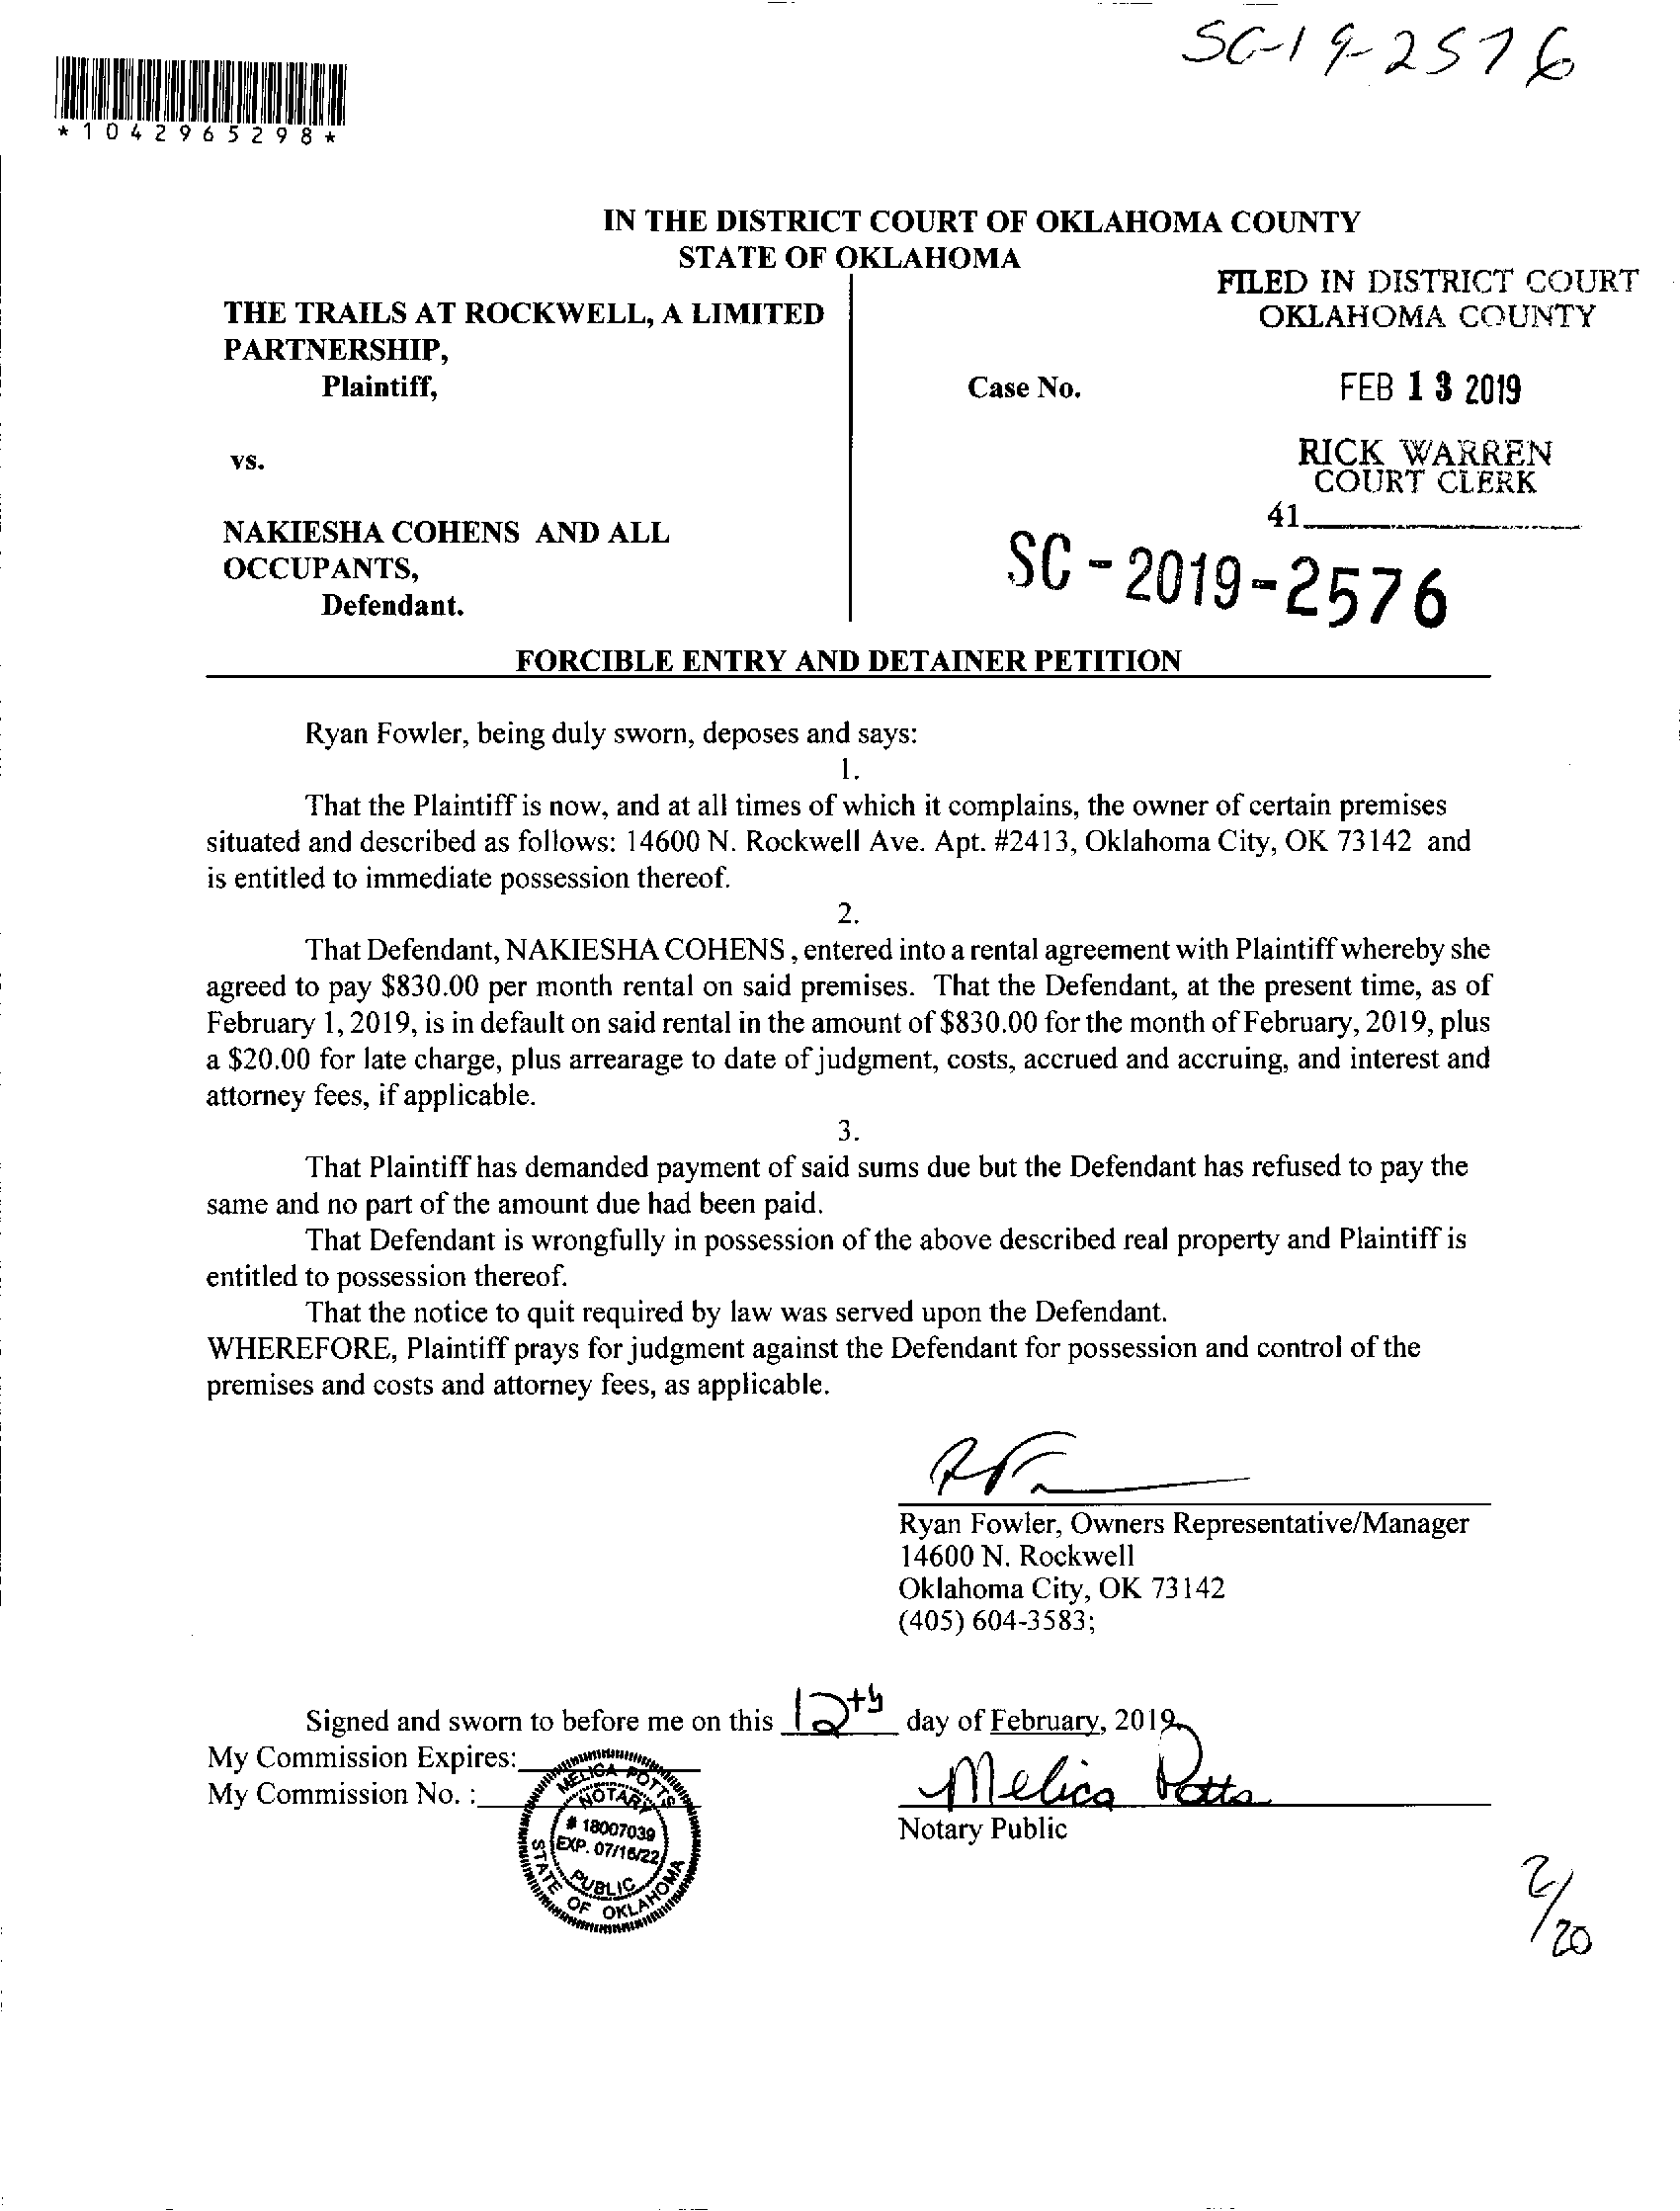 SC-19-2576
*1042965298*
IN THE DISTRICT COURT OF OKLAHOMA COUNTY
STATE OF OKLAHOMA
FILED IN DISTRICT COURT
OKLAHOMA COUNTY
THE TRAILS AT ROCKWELL, A LIMITED
PARTNERSHIP,
Plaintiff,
Case No.
FEB 13 2019
RICK WARREN
COURT CLERK
41
vs.
NAKIESHA COHENS AND ALL
OCCUPANTS,
Defendant.
SC - 2019-2576
FORCIBLE ENTRY AND DETAINER PETITION
Ryan Fowler, being duly sworn, deposes and says:
1.
That the Plaintiff is now, and at all times of which it complains, the owner of certain premises
situated and described as follows: 14600 N. Rockwell Ave. Apt. #2413, Oklahoma City, OK 73142 and
is entitled to immediate possession thereof.
2.
That Defendant, NAKIESHA COHENS , entered into a rental agreement with Plaintiff whereby she
agreed to pay $830.00 per month rental on said premises. That the Defendant, at the present time, as of
February 1, 2019, is in default on said rental in the amount of $830.00 for the month of February, 2019, plus
a $20.00 for late charge, plus arrearage to date of judgment, costs, accrued and accruing, and interest and
attorney fees, if applicable.
3.
That Plaintiff has demanded payment of said sums due but the Defendant has refused to pay the
same and no part of the amount due had been paid.
That Defendant is wrongfully in possession of the above described real property and Plaintiff is
entitled to possession thereof.
That the notice to quit required by law was served upon the Defendant.
WHEREFORE, Plaintiff prays for judgment against the Defendant for possession and control of the
premises and costs and attorney fees, as applicable.
Ryan Fowler, Owners Representative/Manager
14600 N. Rockwell
Oklahoma City, OK 73142
(405) 604-3583;
Signed and sworn to before me on this 12th day of February, 2019.
My Commission Expires:
My Commission No. :
MELICA POTTS
NOTARY
# 18007039
EXP. 07/16/22
PUBLIC
STATE OF OKLAHOMA
Melica Potts
Notary Public
2/20